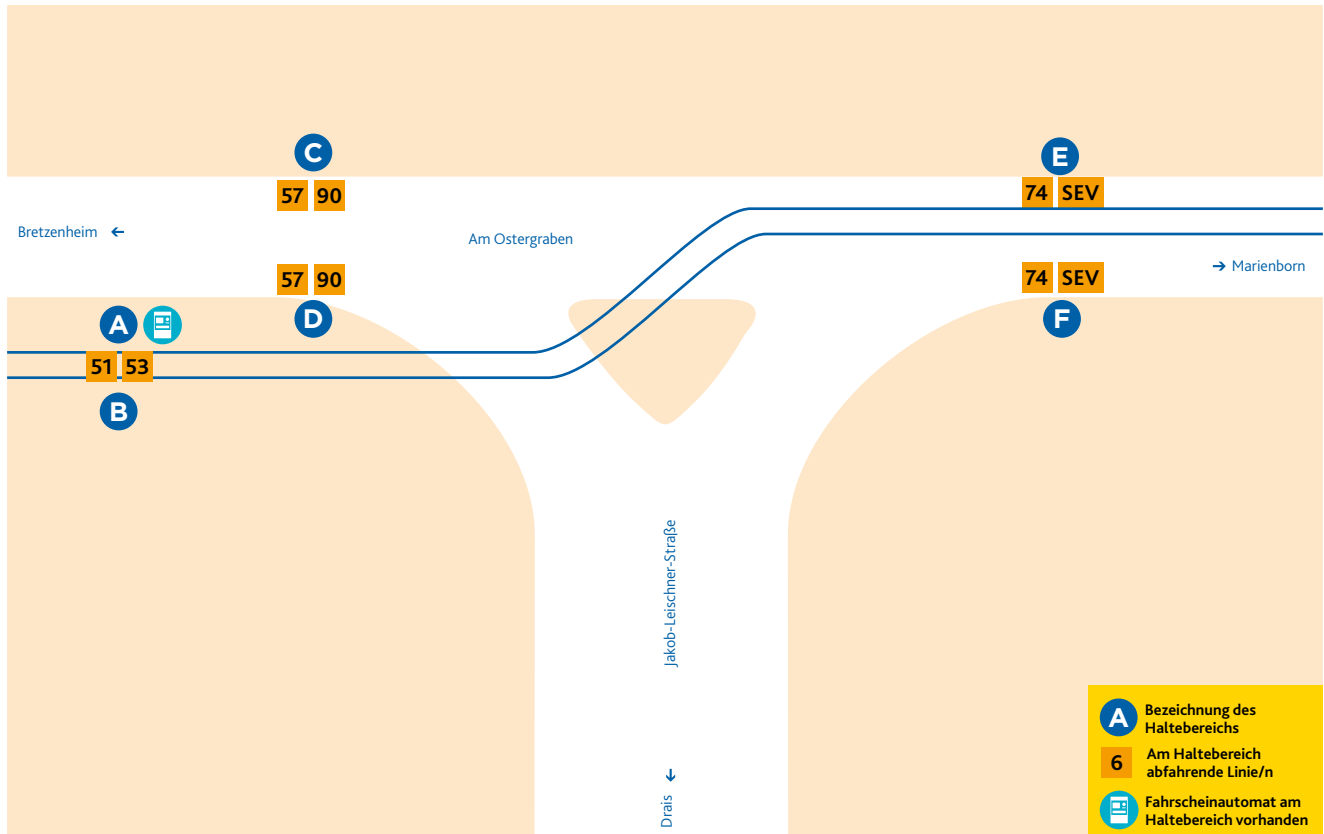 C
E
57 90
74 SEV
Bretzenheim ←
Am Ostergraben
→ Marienborn
57 90
74 SEV
A
D
F
51 53
B
Jakob-Leischner-Straße
Drais ←
A Bezeichnung des
Haltebereichs
6 Am Haltebereich
abfahrende Linie/n
Fahrscheinautomat am
Haltebereich vorhanden